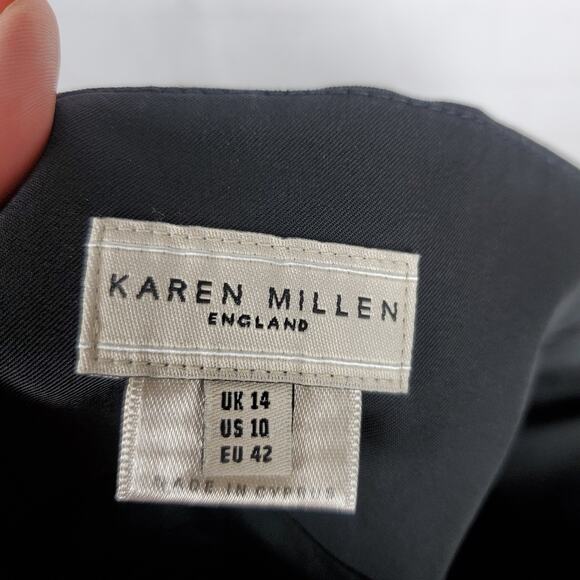 KAREN MILLEN
ENGLAND
UK 14
US 10
EU 42
MADE IN CYPRUS